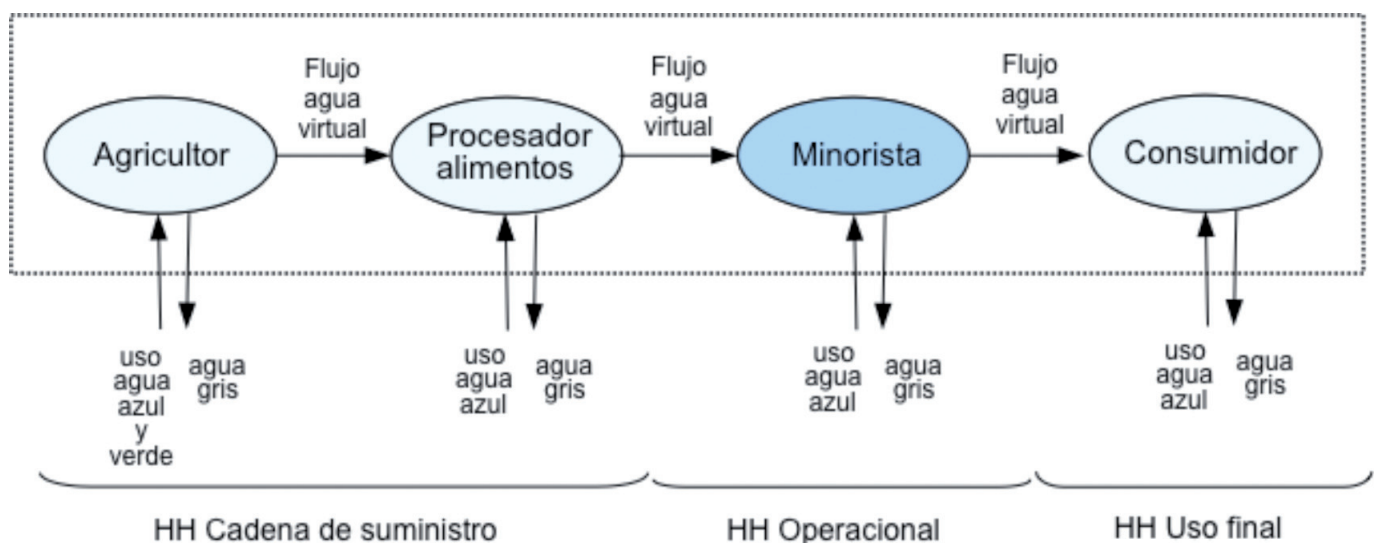 Flujo
agua
virtual
Flujo
agua
virtual
Flujo
agua
virtual
Agricultor
Procesador
alimentos
Minorista
Consumidor
uso
agua
azul
y
verde
agua
gris
uso
agua
azul
agua
gris
uso
agua
azul
agua
gris
uso
agua
azul
agua
gris
HH Cadena de suministro
HH Operacional
HH Uso final